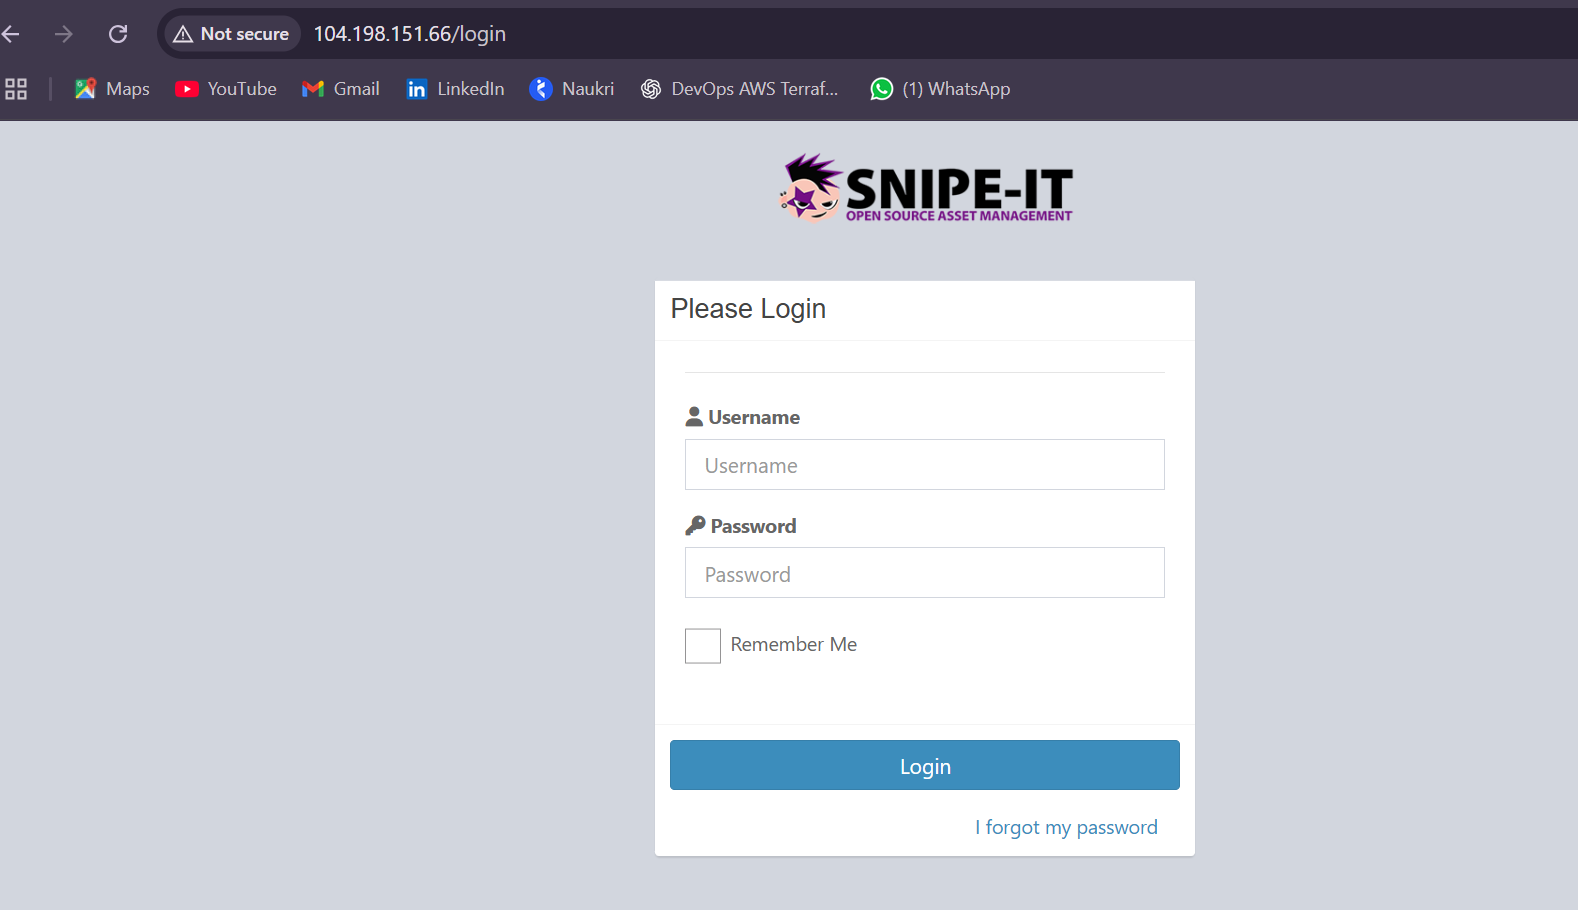 Not secure 104.198.151.66/login
Maps YouTube Gmail LinkedIn Naukri DevOps AWS Terraf... (1) WhatsApp
SNIPE-IT
OPEN SOURCE ASSET MANAGEMENT
Please Login
Username
Username
Password
Password
Remember Me
Login
I forgot my password